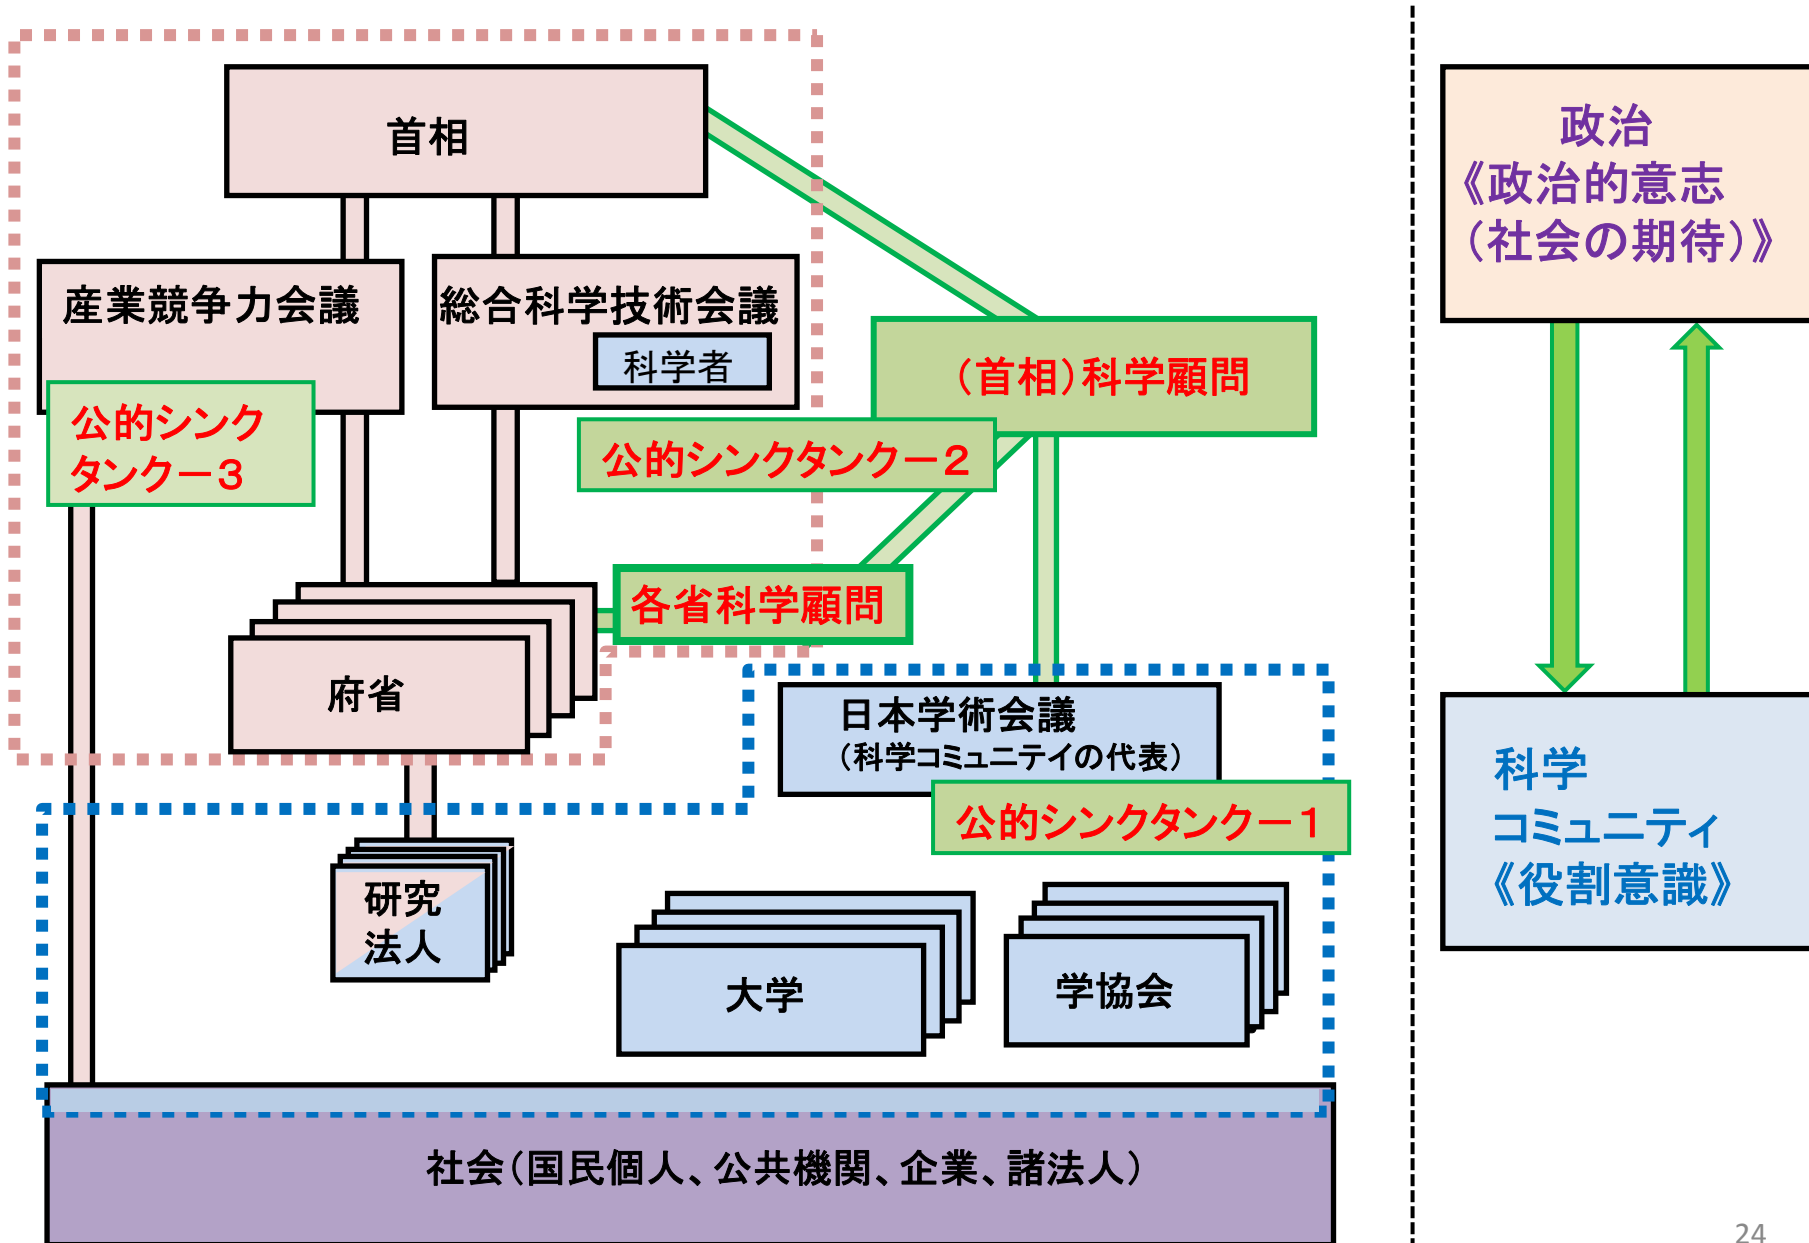 首相
産業競争力会議
総合科学技術会議
科学者
(首相)科学顧問
公的シンク
タンクー3
公的シンクタンクー2
各省科学顧問
府省
日本学術会議
(科学コミュニテイの代表)
公的シンクタンクー1
研究
法人
大学
学協会
社会(国民個人、公共機関、企業、諸法人)
政治
《政治的意志
(社会の期待)》
科学
コミュニティ
《役割意識》
24